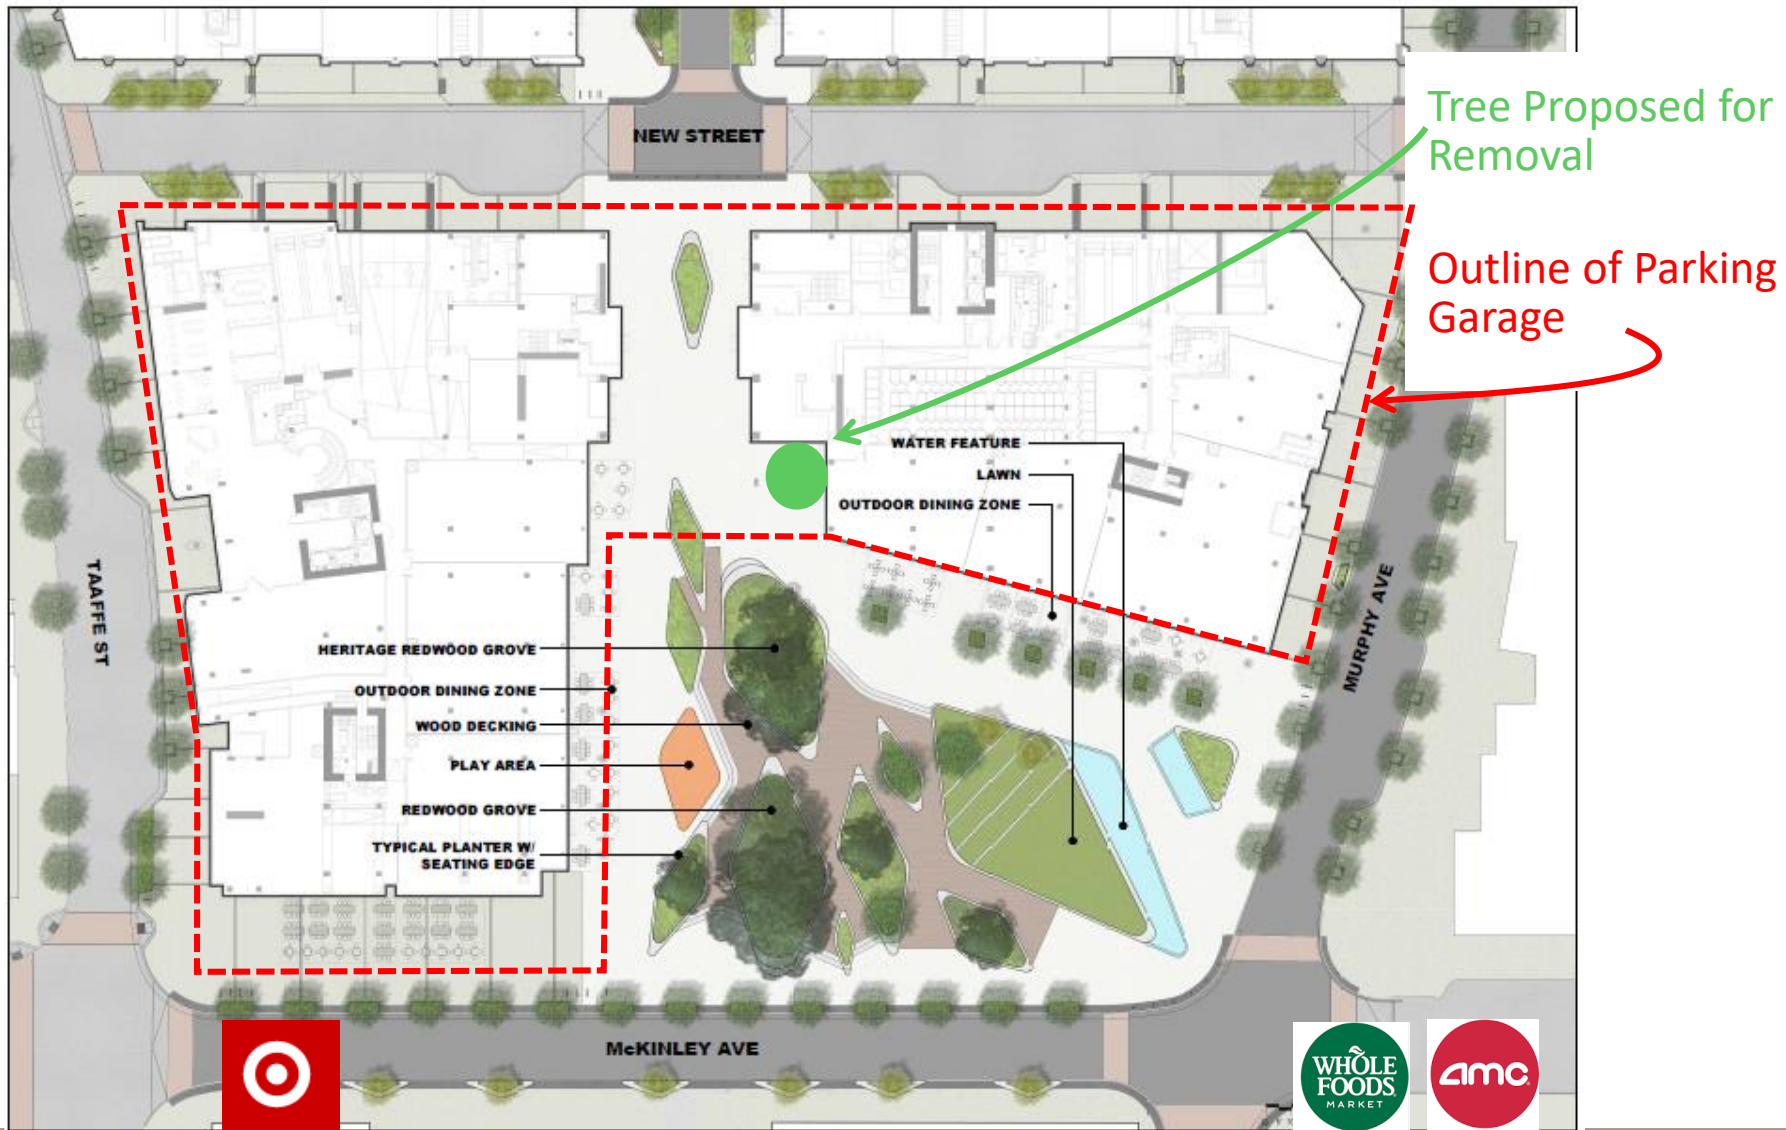 NEW STREET
Tree Proposed for
Removal
Outline of Parking
Garage
WATER FEATURE
LAWN
OUTDOOR DINING ZONE
TAAFFE ST
MURPHY AVE
HERITAGE REDWOOD GROVE
OUTDOOR DINING ZONE
WOOD DECKING
PLAY AREA
REDWOOD GROVE
TYPICAL PLANTER W/
SEATING EDGE
McKINLEY AVE
WHOLE
FOODS
MARKET
amc